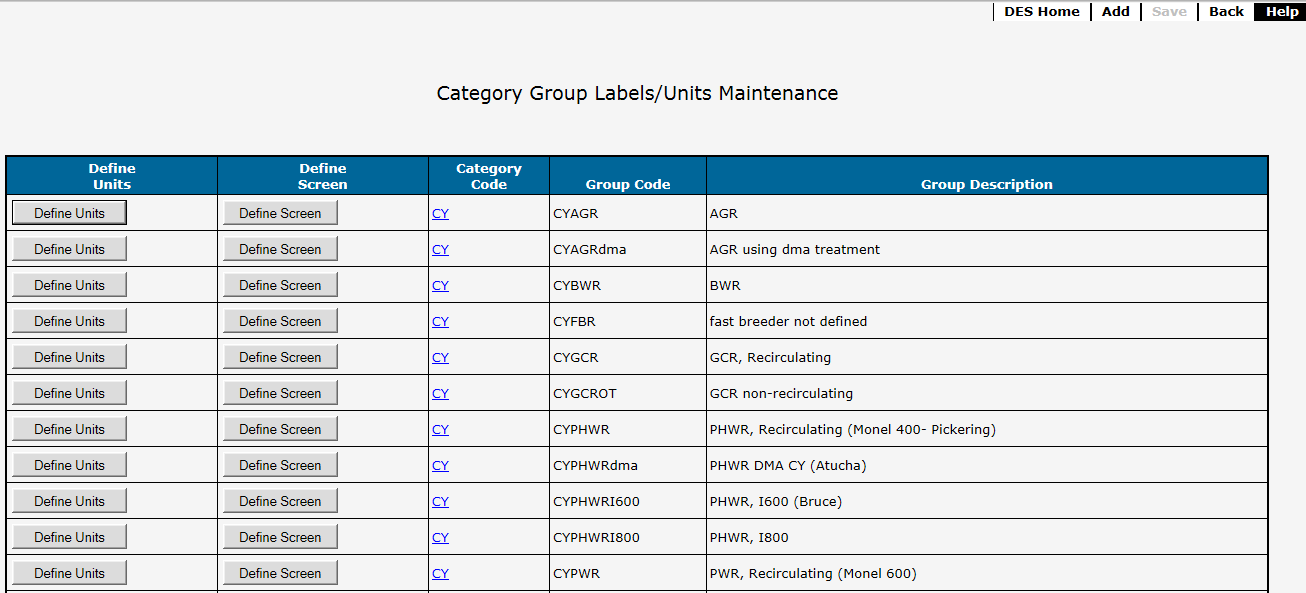 DES Home Add Save Back Help
Category Group Labels/Units Maintenance
Define Units Define Screen Category Code Group Code Group Description
Define Units Define Screen CY CYAGR AGR
Define Units Define Screen CY CYAGRdma AGR using dma treatment
Define Units Define Screen CY CYBWR BWR
Define Units Define Screen CY CYFBR fast breeder not defined
Define Units Define Screen CY CYGCR GCR, Recirculating
Define Units Define Screen CY CYGCROT GCR non-recirculating
Define Units Define Screen CY CYPHWR PHWR, Recirculating (Monel 400- Pickering)
Define Units Define Screen CY CYPHWRdma PHWR DMA CY (Atucha)
Define Units Define Screen CY CYPHWRI600 PHWR, I600 (Bruce)
Define Units Define Screen CY CYPHWRI800 PHWR, I800
Define Units Define Screen CY CYPWR PWR, Recirculating (Monel 600)